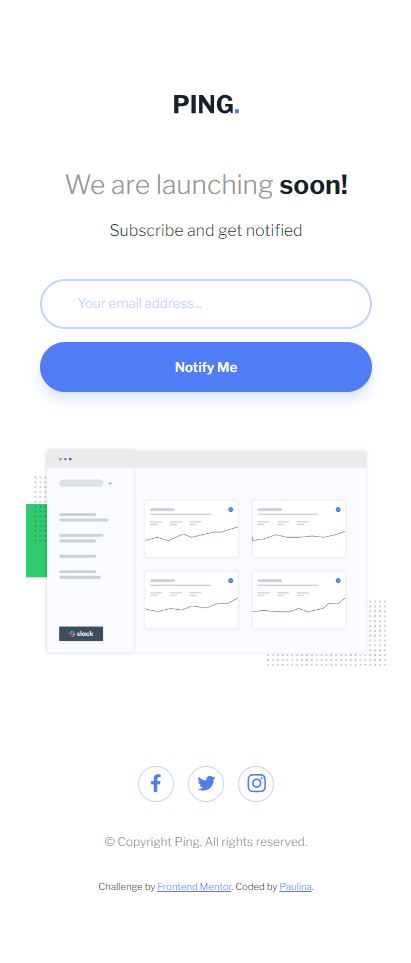 PING.
We are launching soon!
Subscribe and get notified
Your email address...
Notify Me
slack
© Copyright Ping. All rights reserved.
Challenge by Frontend Mentor. Coded by Paulina.